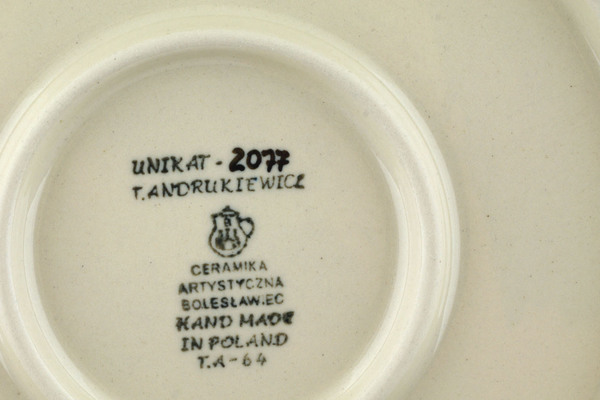 UNIKAT - 2077
T.ANDRUKIEWICZ
CERAMIKA
ARTYSTYCZNA
BOLESŁAWIEC
HAND MADE
IN POLAND
T.A-64